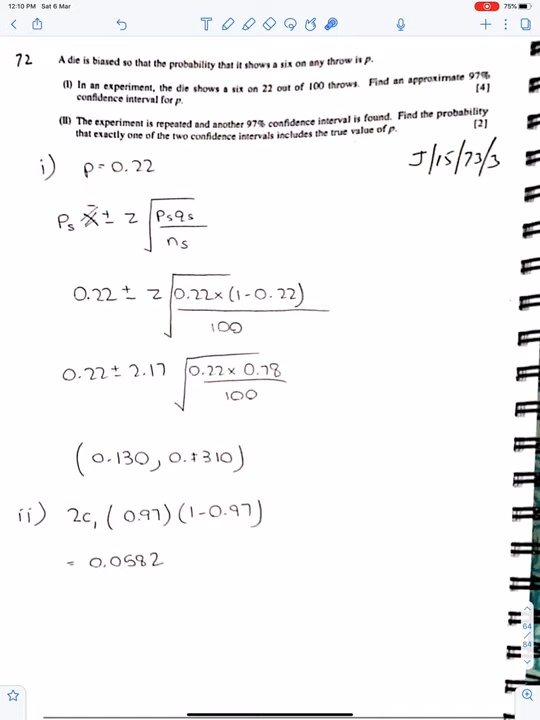 12:10 PM Sat 6 Mar
75%
72 A die is biased so that the probability that it shows a six on any throw is p.
(I) In an experiment, the die shows a six on 22 out of 100 throws. Find an approximate 97%
confidence interval for p. [4]
(II) The experiment is repeated and another 97% confidence interval is found. Find the probability
that exactly one of the two confidence intervals includes the true value of p. [2]
J/15/73/3
i) p = 0.22
Ps x̄ ± z √(Psqs / ns)
0.22 ± z √(0.22 × (1 - 0.22) / 100)
0.22 ± 2.17 √(0.22 × 0.78 / 100)
(0.130, 0.310)
ii) 2C1 (0.97) (1 - 0.97)
= 0.0582
64
84